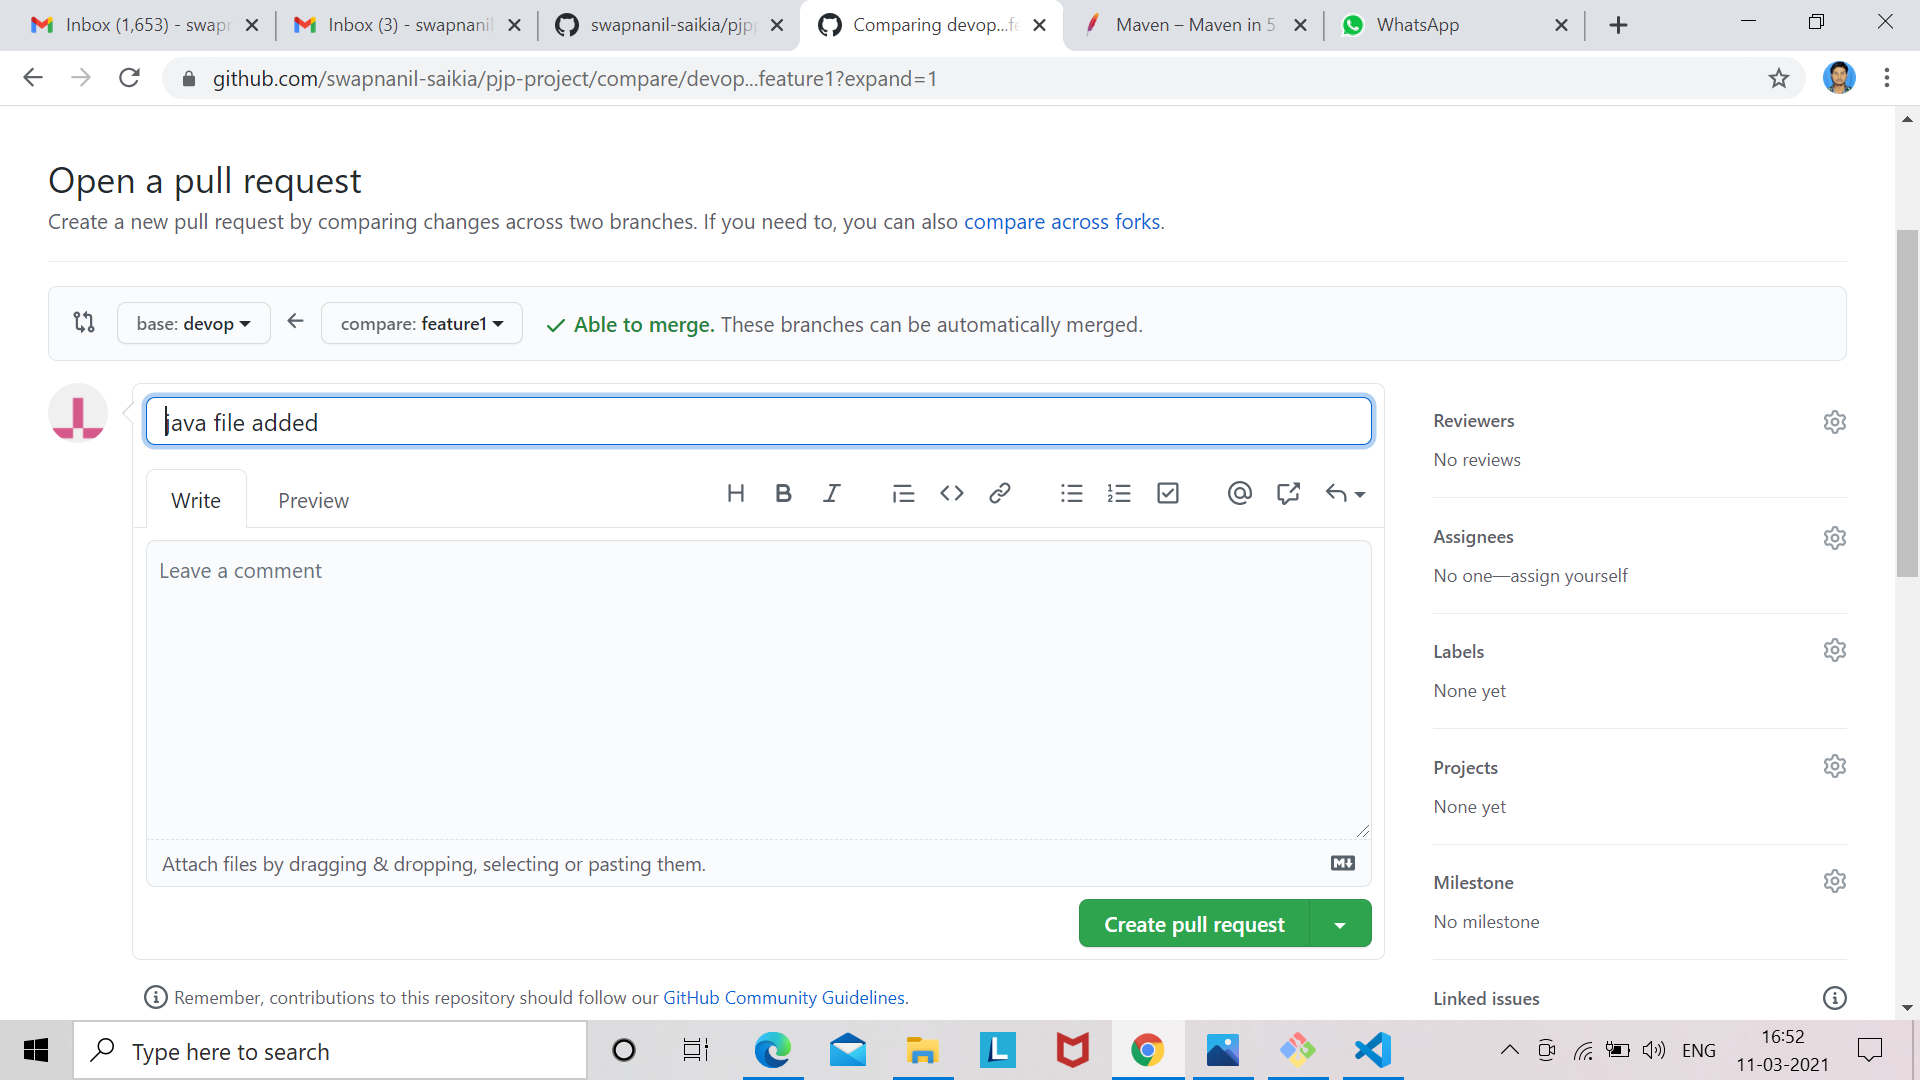 Inbox (1,653) - swapn
Inbox (3) - swapnanil
swapnanil-saikia/pjp
Comparing devop...fe
Maven – Maven in 5
WhatsApp
github.com/swapnanil-saikia/pjp-project/compare/devop...feature1?expand=1
Open a pull request
Create a new pull request by comparing changes across two branches. If you need to, you can also compare across forks.
base: devop
compare: feature1
Able to merge. These branches can be automatically merged.
java file added
Write
Preview
Leave a comment
Attach files by dragging & dropping, selecting or pasting them.
Create pull request
Remember, contributions to this repository should follow our GitHub Community Guidelines.
Reviewers
No reviews
Assignees
No one—assign yourself
Labels
None yet
Projects
None yet
Milestone
No milestone
Linked issues
Type here to search
ENG
16:52
11-03-2021